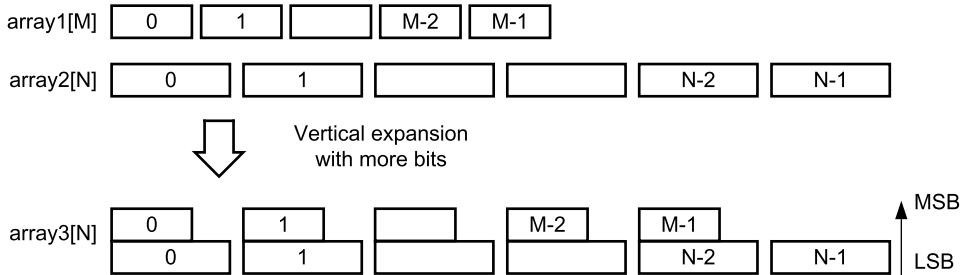 array1[M] 0 1 M-2 M-1
array2[N] 0 1 N-2 N-1
Vertical expansion
with more bits
array3[N] 0 1 M-2 M-1 MSB
0 1 N-2 N-1 LSB